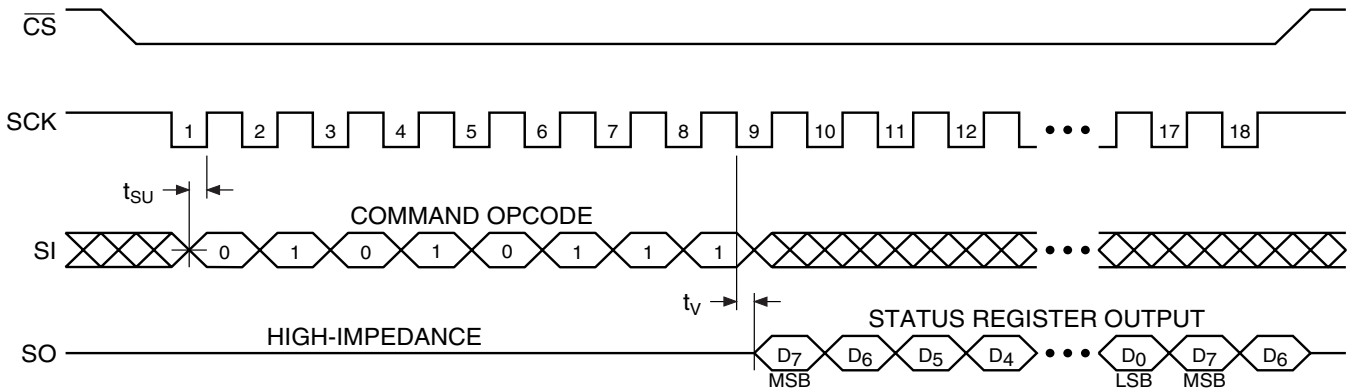 CS
SCK 1 2 3 4 5 6 7 8 9 10 11 12 ••• 17 18
tSU
COMMAND OPCODE
SI 0 1 0 1 0 1 1 1 •••
tV
HIGH-IMPEDANCE
STATUS REGISTER OUTPUT
SO D7 D6 D5 D4 ••• D0 D7 D6
MSB LSB MSB